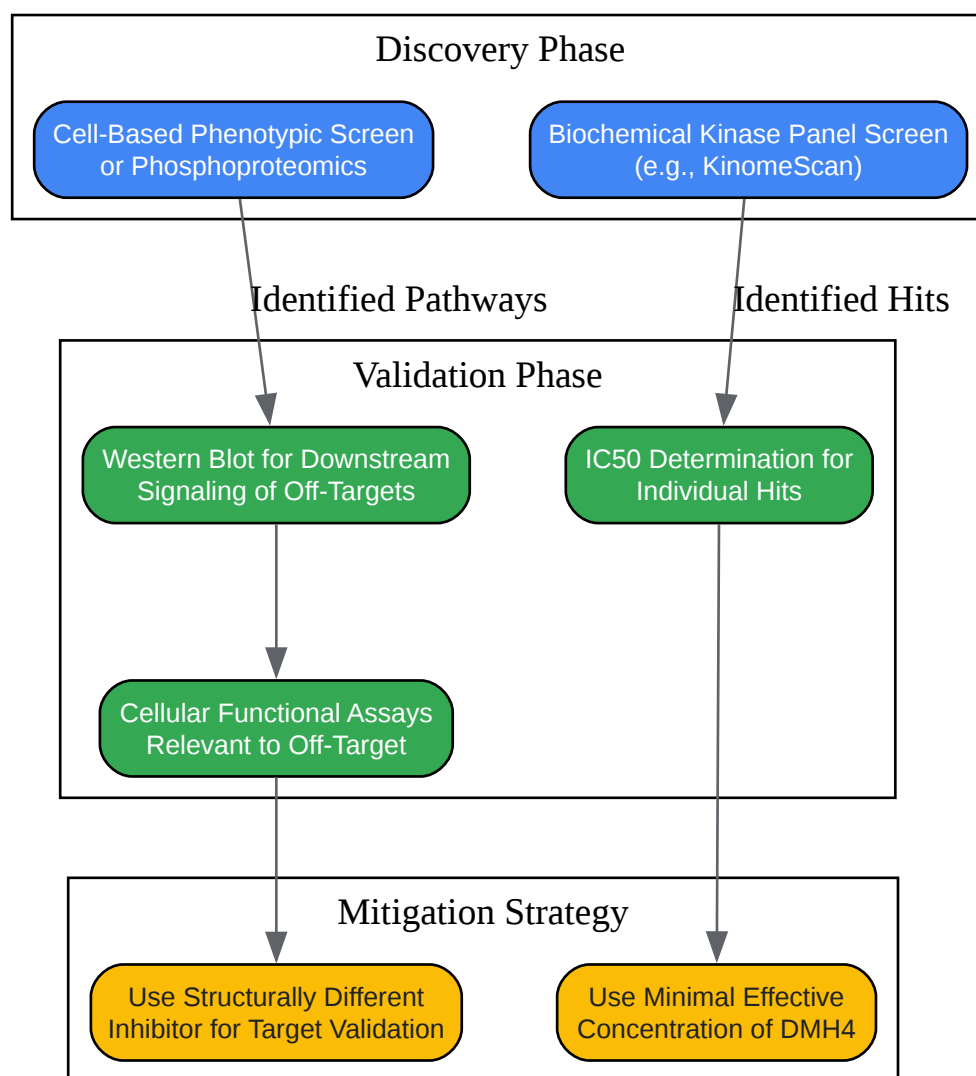 Discovery Phase
Cell-Based Phenotypic Screen
or Phosphoproteomics
Biochemical Kinase Panel Screen
(e.g., KinomeScan)
Identified Pathways
Identified Hits
Validation Phase
Western Blot for Downstream
Signaling of Off-Targets
IC50 Determination for
Individual Hits
Cellular Functional Assays
Relevant to Off-Target
Mitigation Strategy
Use Structurally Different
Inhibitor for Target Validation
Use Minimal Effective
Concentration of DMH4